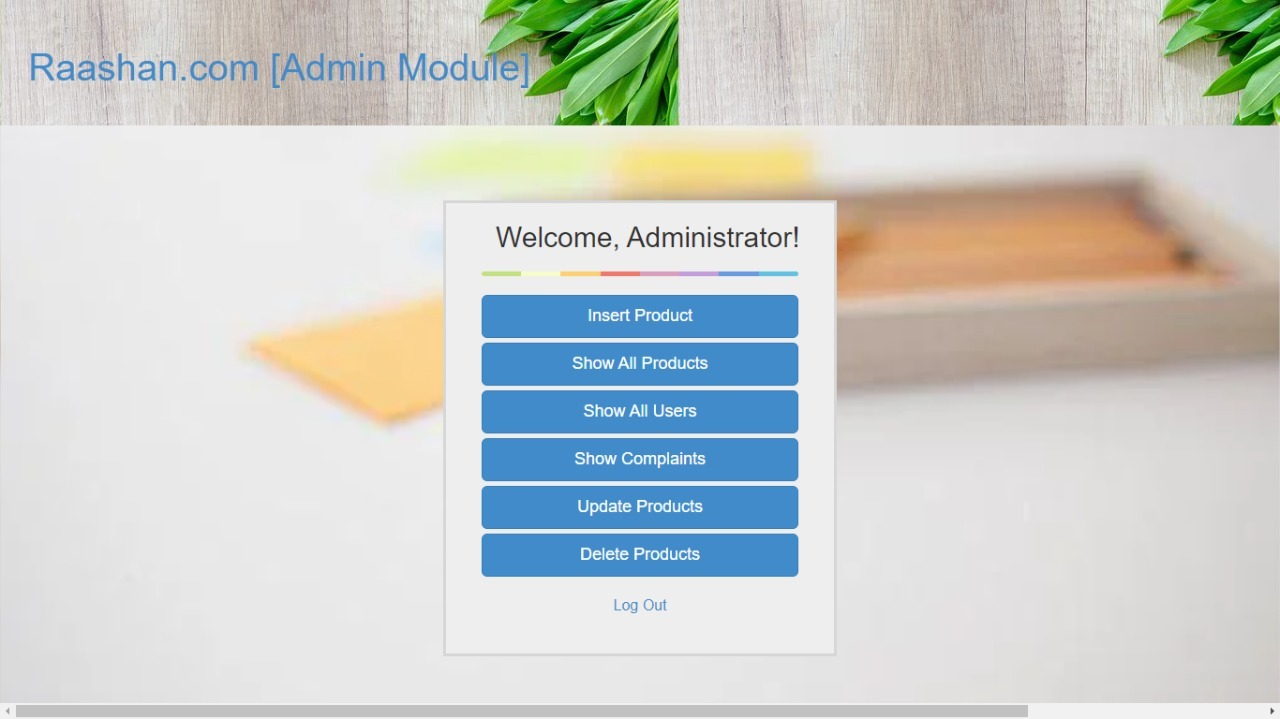 Raashan.com [Admin Module]
Welcome, Administrator!
Insert Product
Show All Products
Show All Users
Show Complaints
Update Products
Delete Products
Log Out